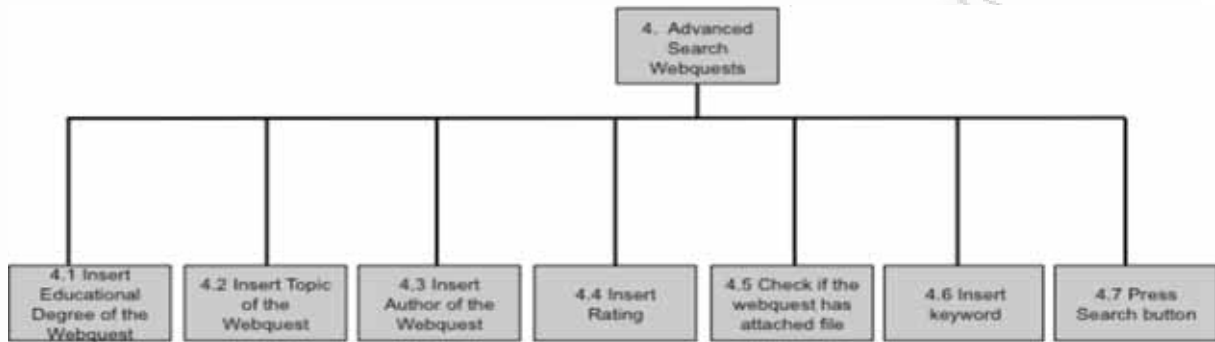 4. Advanced
Search
Webquests
4.1 Insert
Educational
Degree of the
Webquest
4.2 Insert Topic
of the
Webquest
4.3 Insert
Author of the
Webquest
4.4 Insert
Rating
4.5 Check if the
webquest has
attached file
4.6 Insert
keyword
4.7 Press
Search button